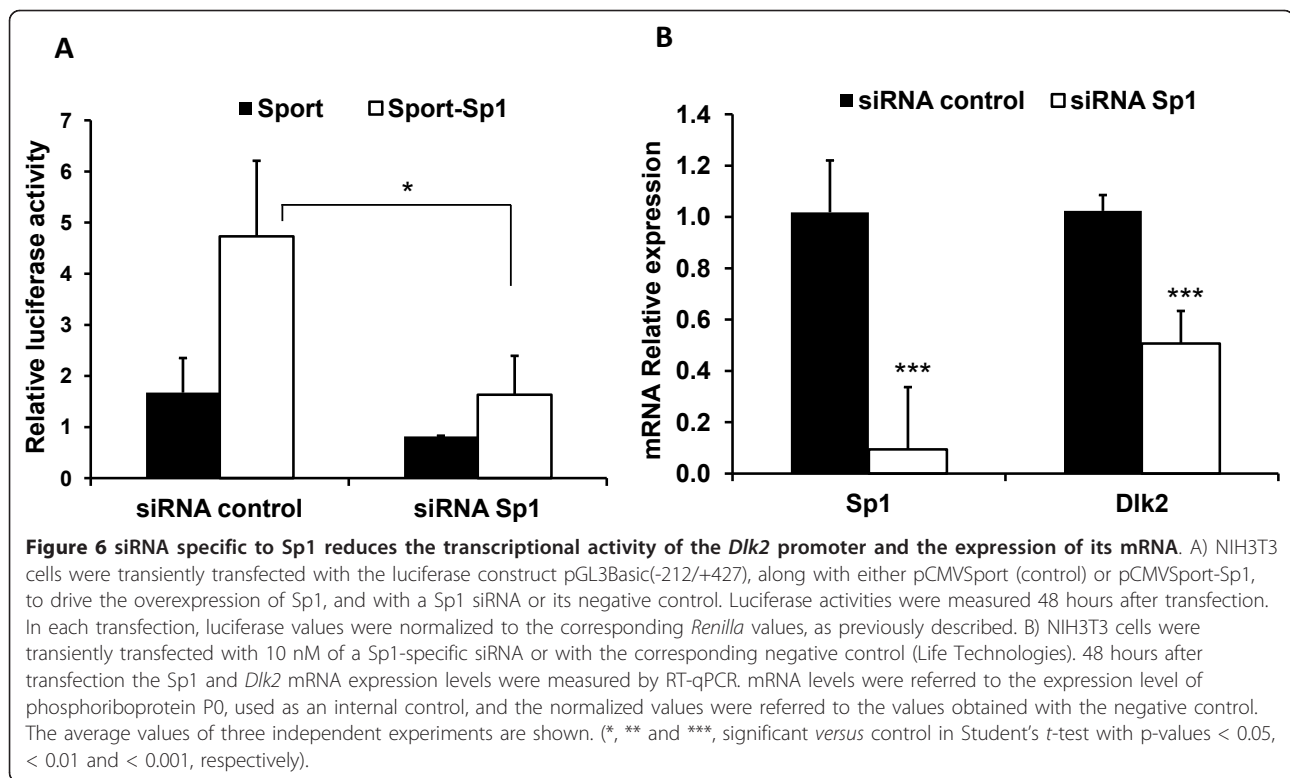 A
Sport Sport-Sp1
Relative luciferase activity
7
6
5
4
3
2
1
0
*
siRNA control siRNA Sp1
B
siRNA control siRNA Sp1
mRNA Relative expression
1.4
1.2
1.0
0.8
0.6
0.4
0.2
0.0
***
***
Sp1 Dlk2
Figure 6 siRNA specific to Sp1 reduces the transcriptional activity of the Dlk2 promoter and the expression of its mRNA. A) NIH3T3
cells were transiently transfected with the luciferase construct pGL3Basic(-212/+427), along with either pCMVSport (control) or pCMVSport-Sp1,
to drive the overexpression of Sp1, and with a Sp1 siRNA or its negative control. Luciferase activities were measured 48 hours after transfection.
In each transfection, luciferase values were normalized to the corresponding Renilla values, as previously described. B) NIH3T3 cells were
transiently transfected with 10 nM of a Sp1-specific siRNA or with the corresponding negative control (Life Technologies). 48 hours after
transfection the Sp1 and Dlk2 mRNA expression levels were measured by RT-qPCR. mRNA levels were referred to the expression level of
phosphoriboprotein P0, used as an internal control, and the normalized values were referred to the values obtained with the negative control.
The average values of three independent experiments are shown. (*, ** and ***, significant versus control in Student's t-test with p-values < 0.05,
< 0.01 and < 0.001, respectively).